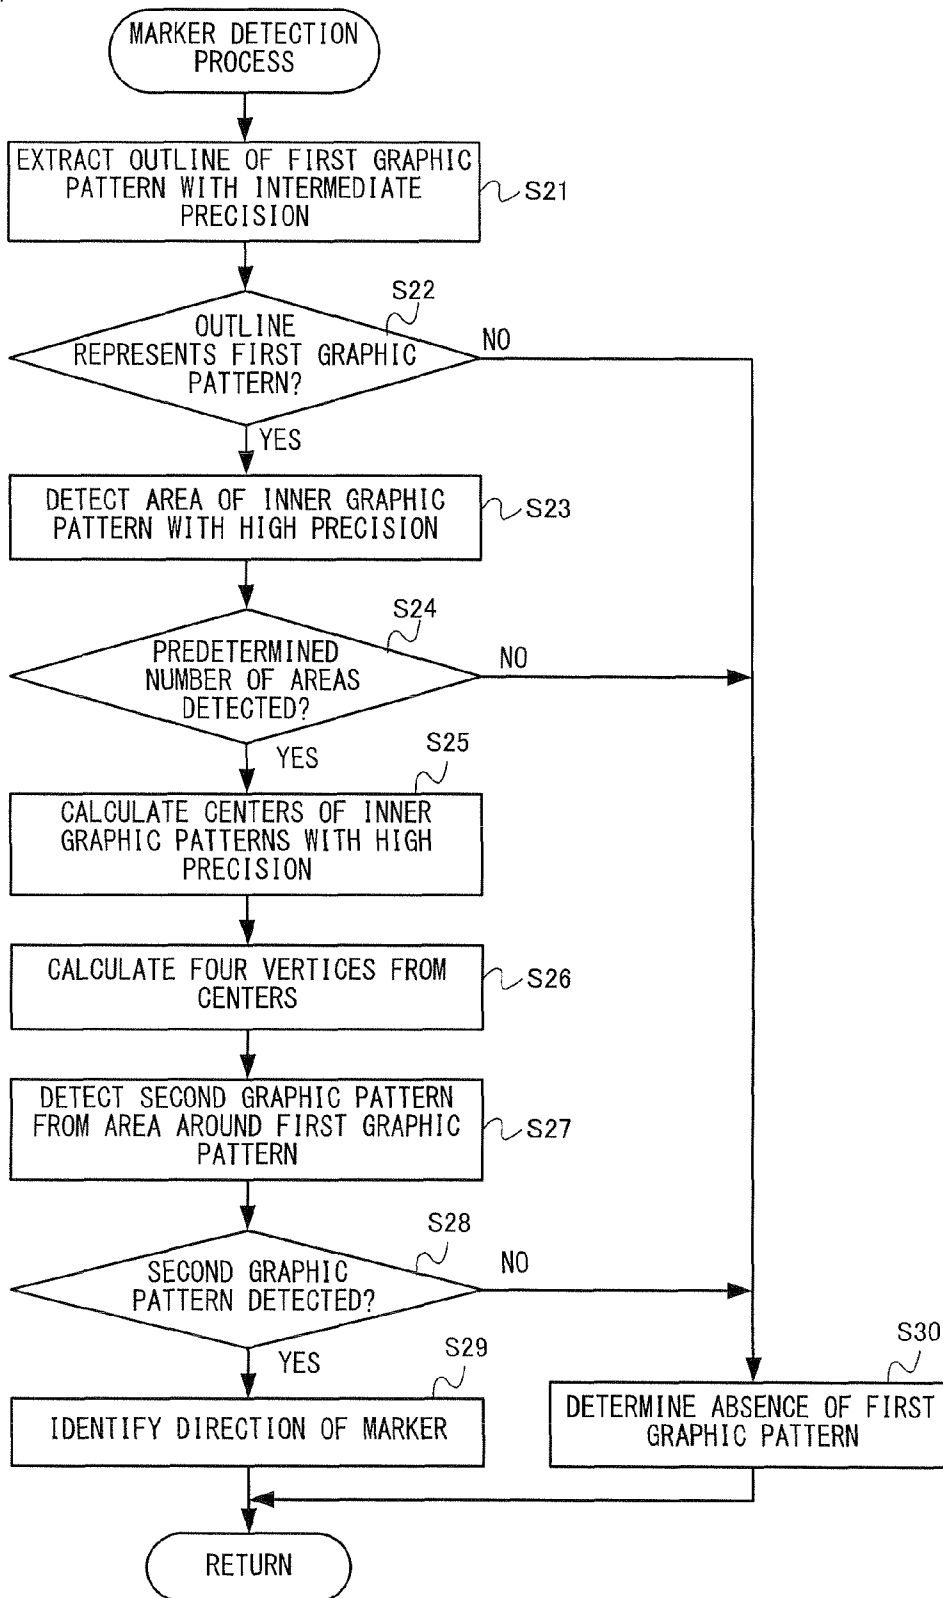 MARKER DETECTION
PROCESS
EXTRACT OUTLINE OF FIRST GRAPHIC
PATTERN WITH INTERMEDIATE
PRECISION
S21
S22
OUTLINE
REPRESENTS FIRST GRAPHIC
PATTERN?
NO
YES
DETECT AREA OF INNER GRAPHIC
PATTERN WITH HIGH PRECISION
S23
S24
PREDETERMINED
NUMBER OF AREAS
DETECTED?
NO
YES
S25
CALCULATE CENTERS OF INNER
GRAPHIC PATTERNS WITH HIGH
PRECISION
CALCULATE FOUR VERTICES FROM
CENTERS
S26
DETECT SECOND GRAPHIC PATTERN
FROM AREA AROUND FIRST GRAPHIC
PATTERN
S27
S28
SECOND GRAPHIC
PATTERN DETECTED?
NO
YES
S29
IDENTIFY DIRECTION OF MARKER
S30
DETERMINE ABSENCE OF FIRST
GRAPHIC PATTERN
RETURN